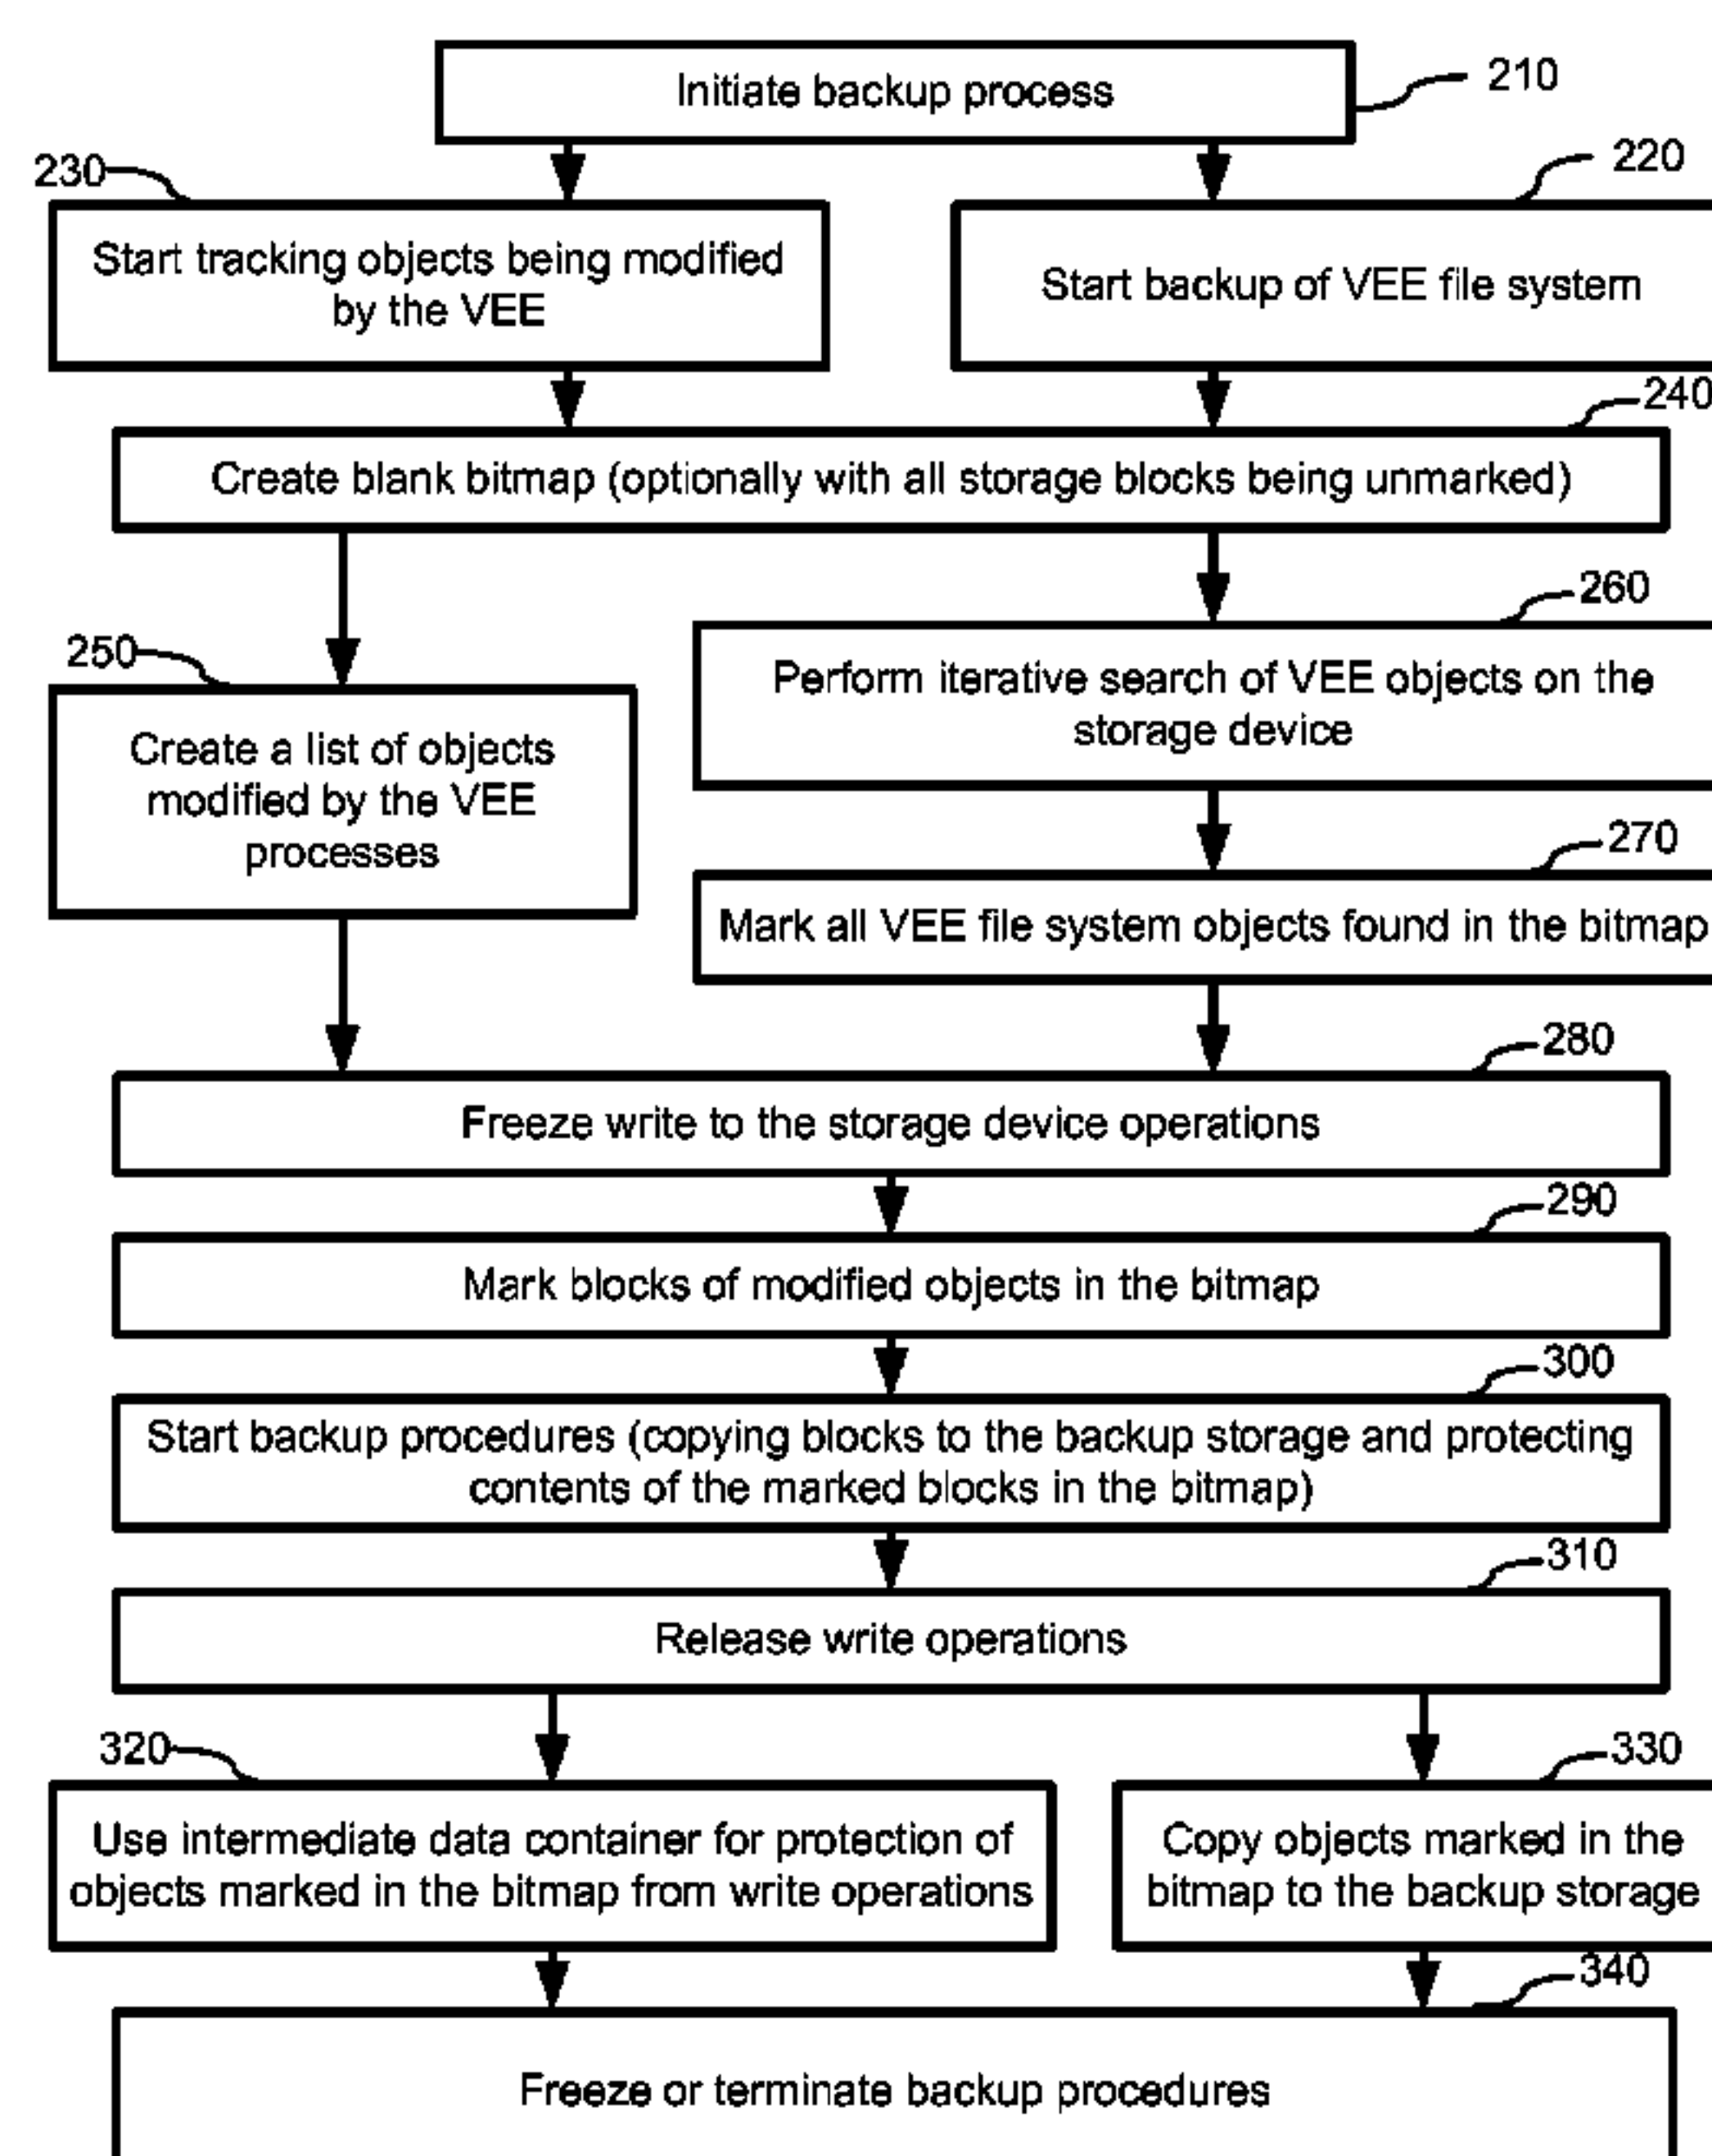 Initiate backup process
210
230
220
Start tracking objects being modified
by the VEE
Start backup of VEE file system
240
Create blank bitmap (optionally with all storage blocks being unmarked)
260
250
Perform iterative search of VEE objects on the
storage device
Create a list of objects
modified by the VEE
processes
270
Mark all VEE file system objects found in the bitmap
280
Freeze write to the storage device operations
290
Mark blocks of modified objects in the bitmap
300
Start backup procedures (copying blocks to the backup storage and protecting
contents of the marked blocks in the bitmap)
310
Release write operations
320
330
Use intermediate data container for protection of
objects marked in the bitmap from write operations
Copy objects marked in the
bitmap to the backup storage
340
Freeze or terminate backup procedures